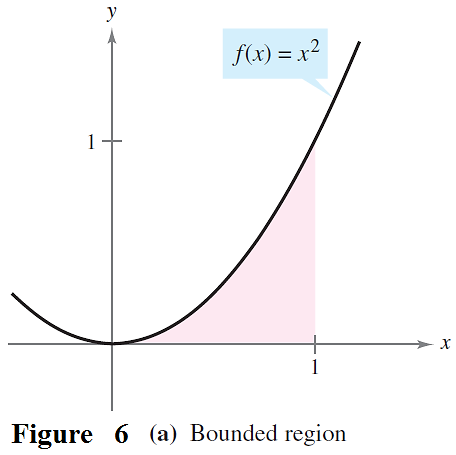 y
f(x) = x²
1
x
1
Figure 6 (a) Bounded region